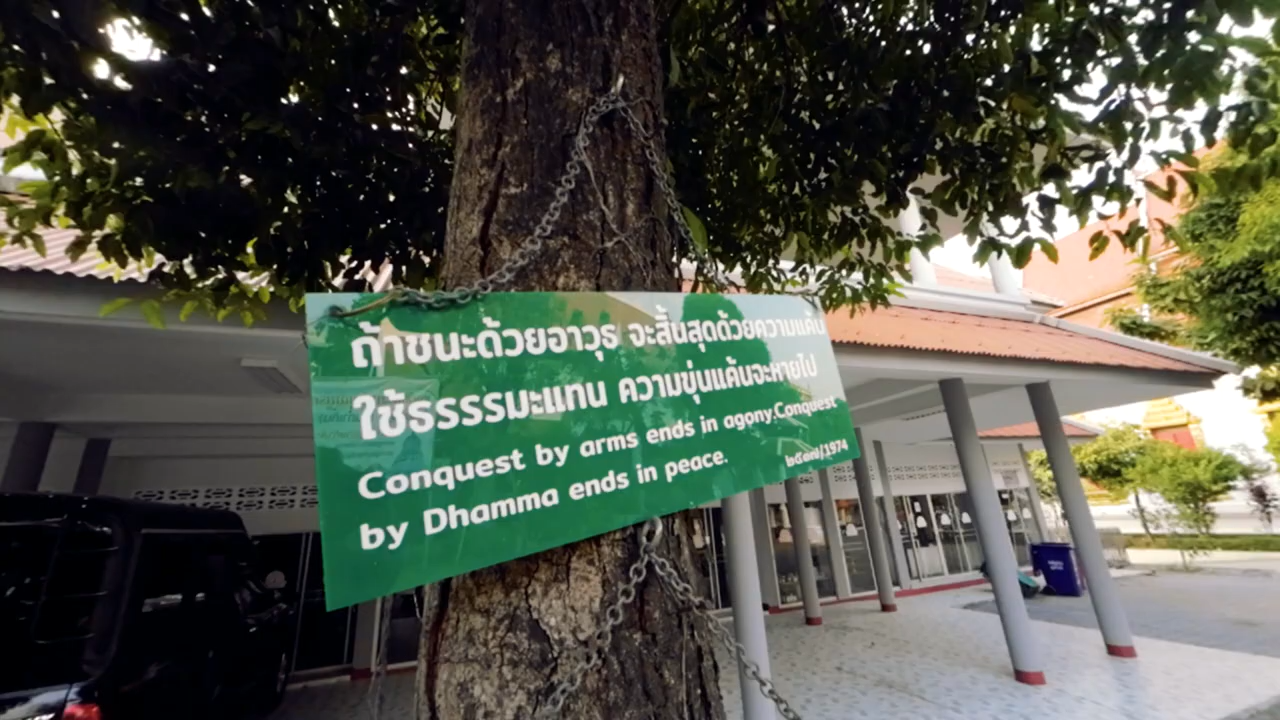 ถ้าชนะด้วยอาวุธ จะสิ้นสุดด้วยความแค้น
ใช้ธรรรมะแทน ความขุ่นแค้นจะหายไป
Conquest by arms ends in agony.Conquest
by Dhamma ends in peace.
๒๕๑๗/1974